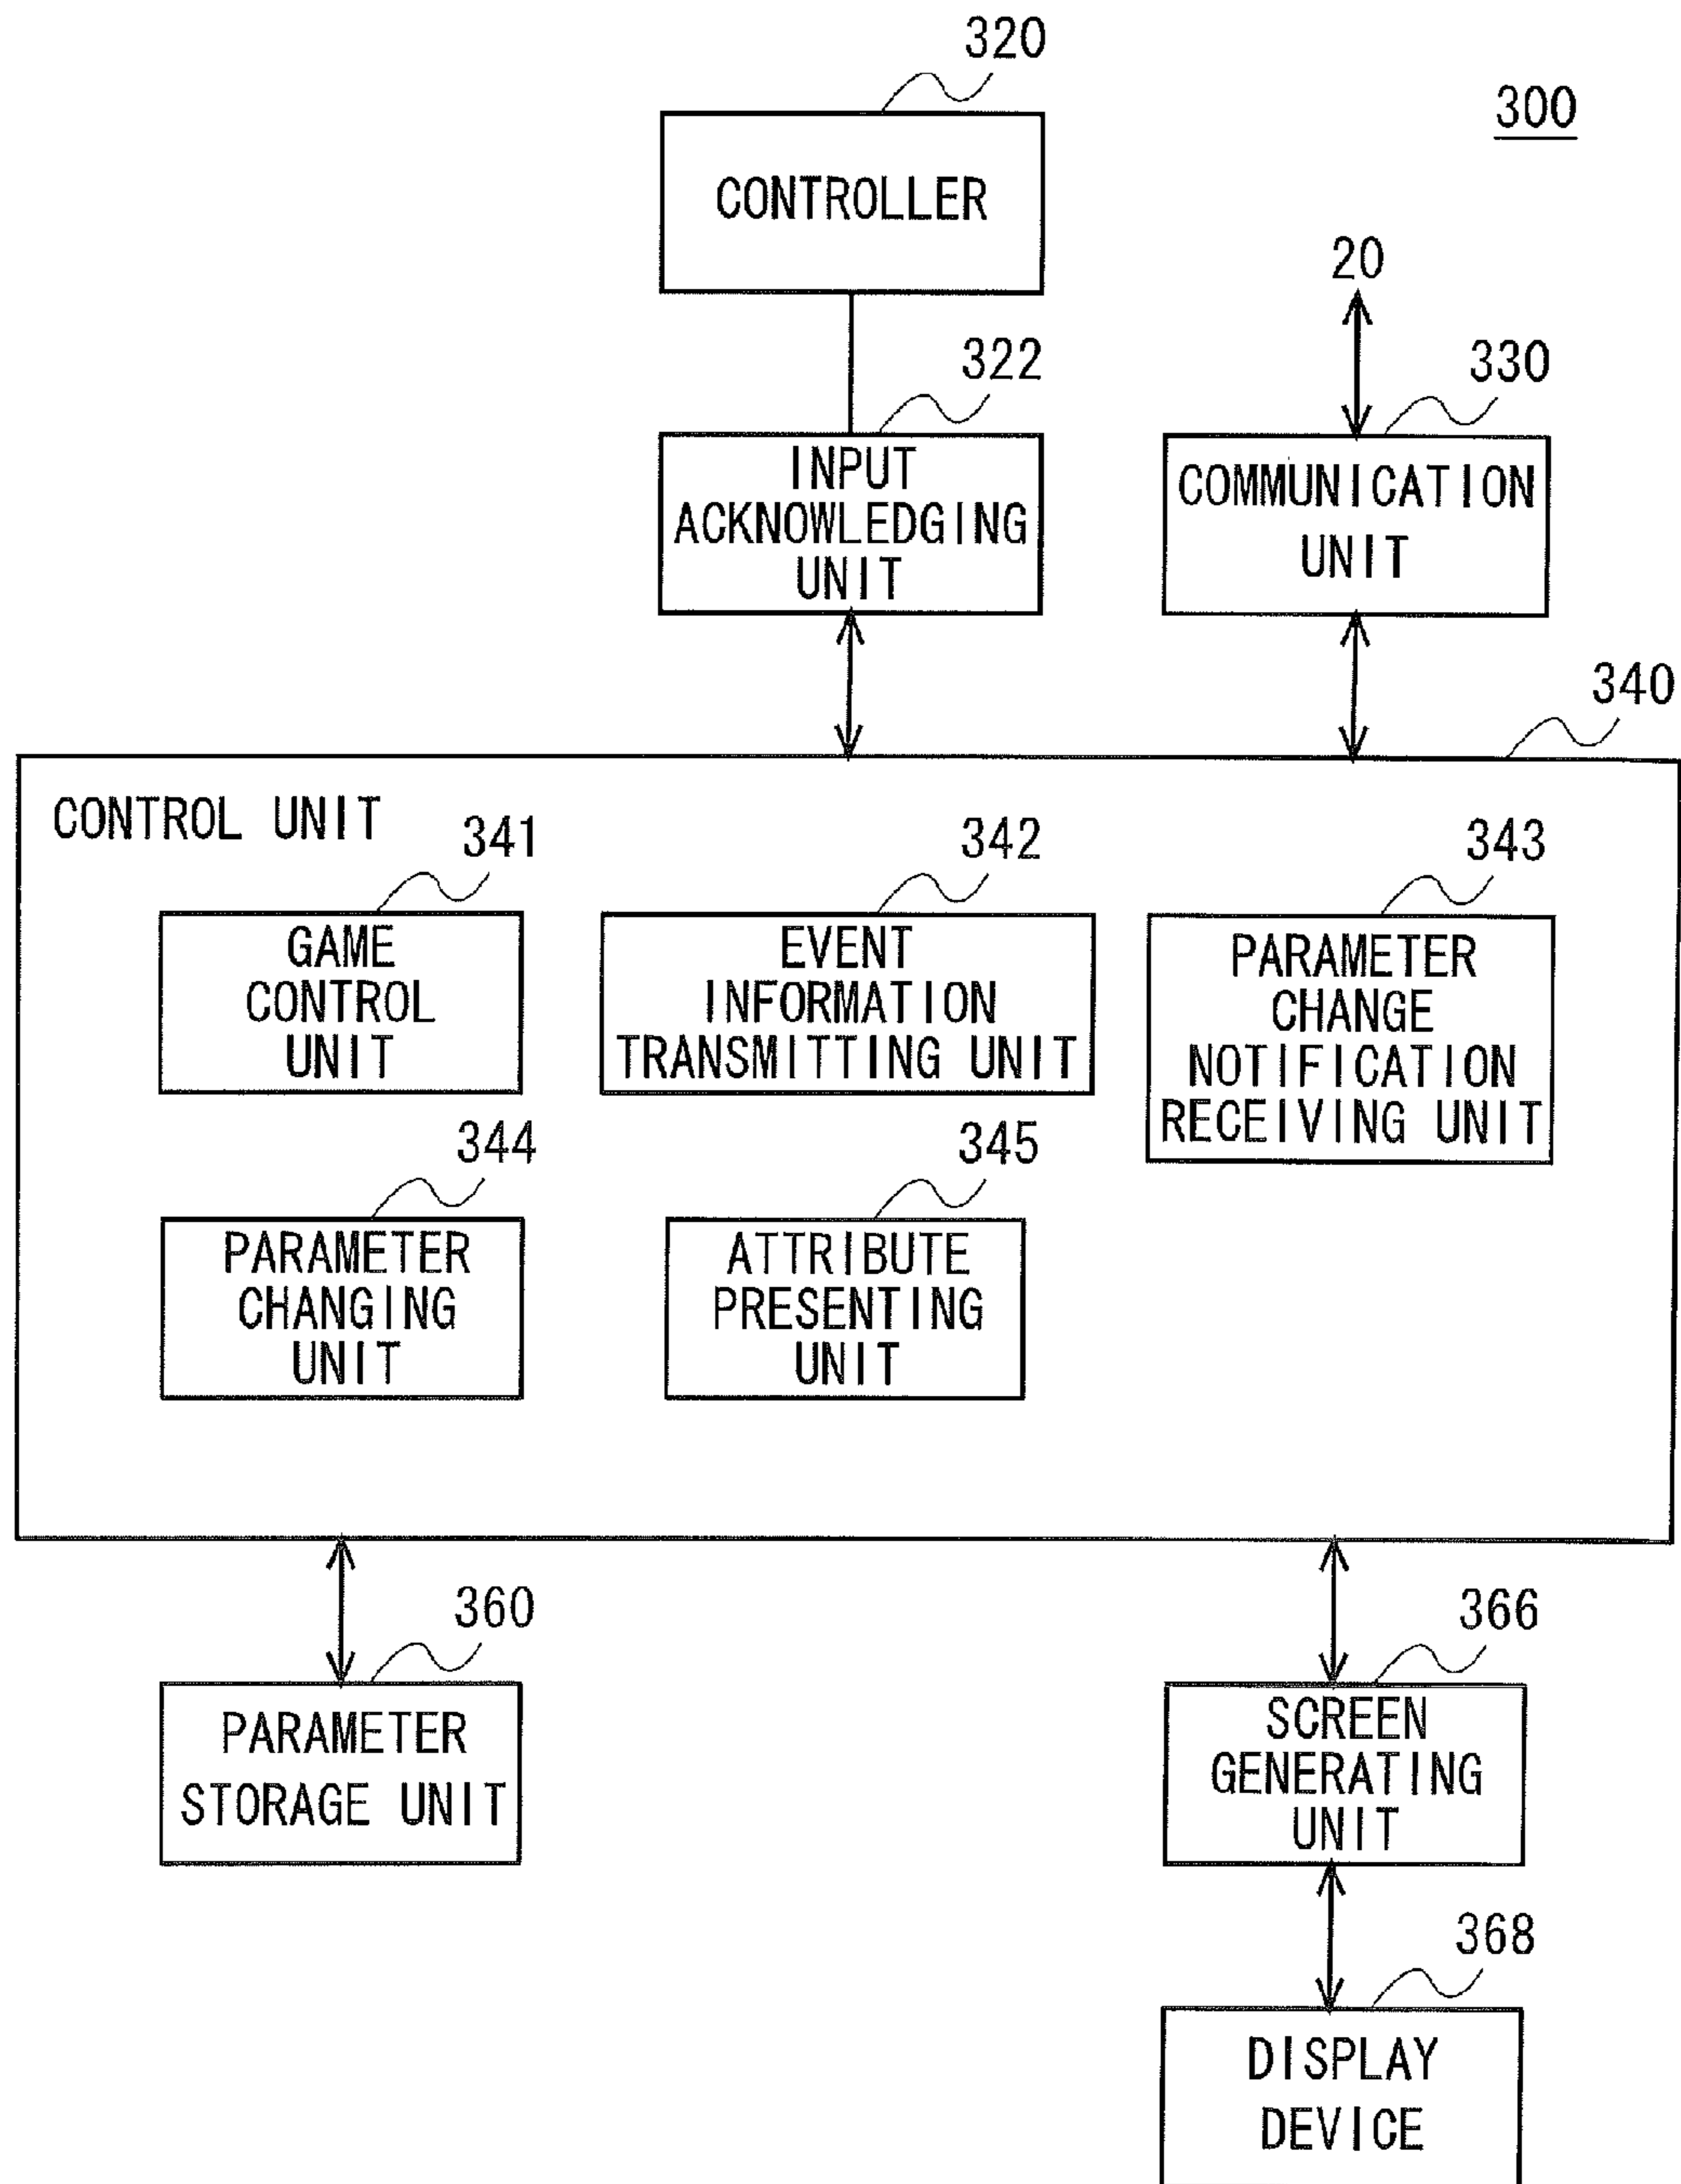 320
300
CONTROLLER
20
322
330
INPUT
ACKNOWLEDGING
UNIT
COMMUNICATION
UNIT
340
CONTROL UNIT
341
342
343
GAME
CONTROL
UNIT
EVENT
INFORMATION
TRANSMITTING UNIT
PARAMETER
CHANGE
NOTIFICATION
RECEIVING UNIT
344
345
PARAMETER
CHANGING
UNIT
ATTRIBUTE
PRESENTING
UNIT
360
366
PARAMETER
STORAGE UNIT
SCREEN
GENERATING
UNIT
368
DISPLAY
DEVICE